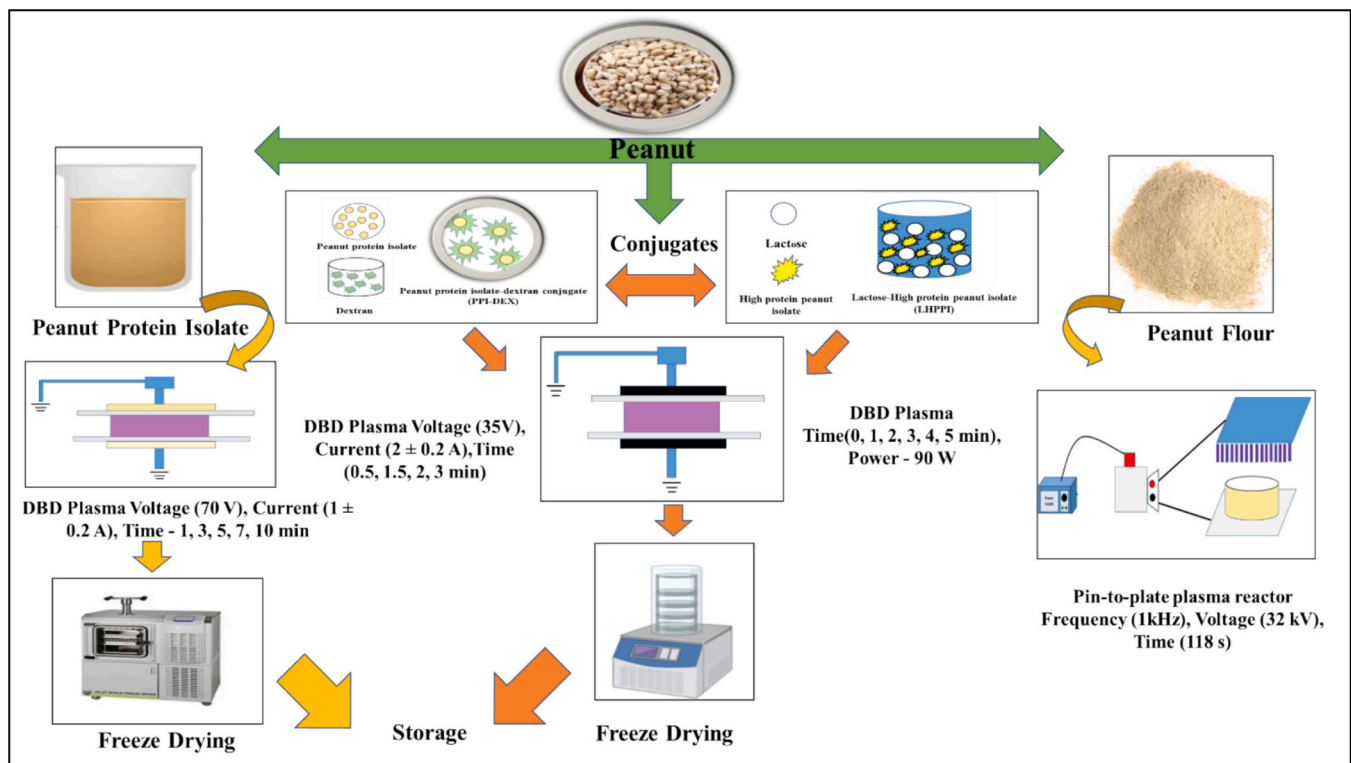 Peanut
Peanut protein isolate
Dextran
Peanut protein isolate-dextran conjugate
(PPI-DEX)
Conjugates
Lactose
High protein peanut
isolate
Lactose-High protein peanut isolate
(LHPPI)
Peanut Protein Isolate
Peanut Flour
DBD Plasma Voltage (35V),
Current (2 ± 0.2 A),Time
(0.5, 1.5, 2, 3 min)
DBD Plasma
Time(0, 1, 2, 3, 4, 5 min),
Power - 90 W
DBD Plasma Voltage (70 V), Current (1 ±
0.2 A), Time - 1, 3, 5, 7, 10 min
Power
supply
Pin-to-plate plasma reactor
Frequency (1kHz), Voltage (32 kV),
Time (118 s)
Freeze Drying
Storage
Freeze Drying